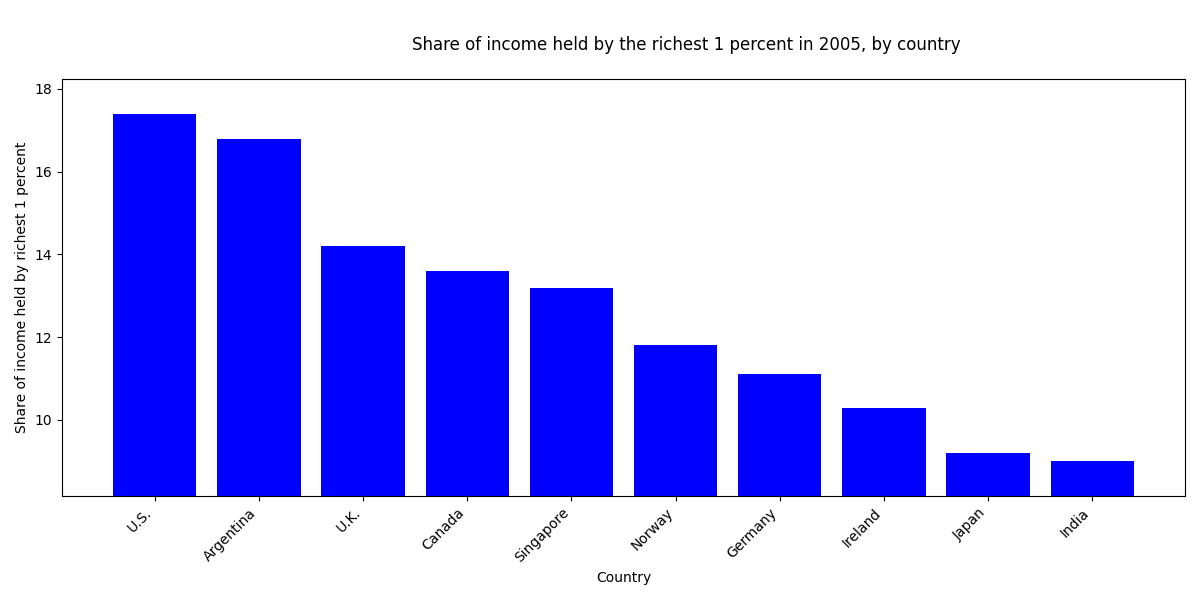 Share of income held by the richest 1 percent in 2005, by country
Share of income held by richest 1 percent
18
16
14
12
10
U.S.
Argentina
U.K.
Canada
Singapore
Norway
Germany
Ireland
Japan
India
Country